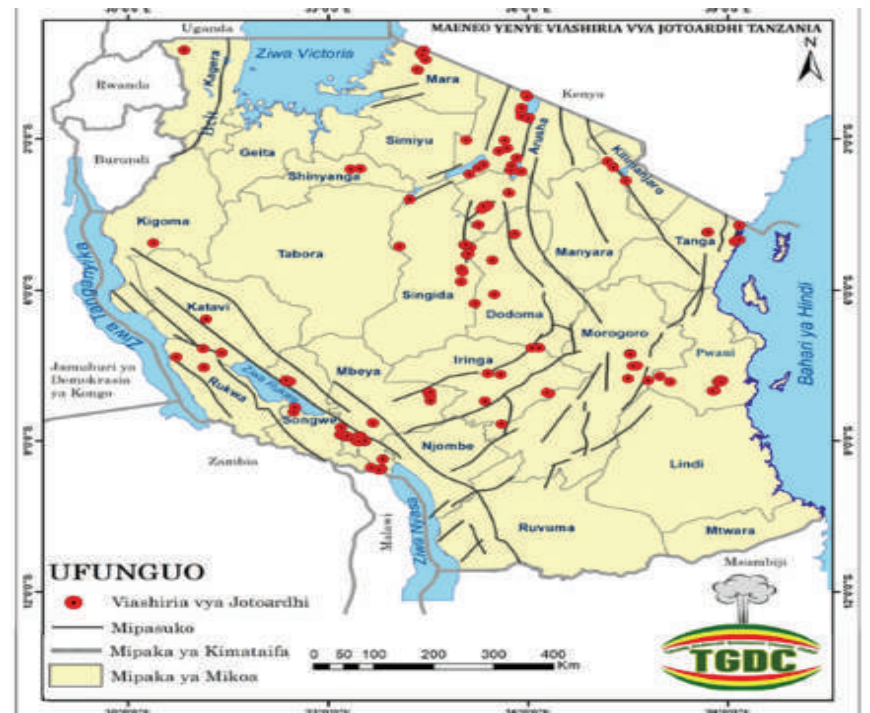 MAENEO YENYE VIASHIRIA VYA JOTOARDHI TANZANIA
N
Uganda
Ziwa Victoria
Kagera
Mara
Kenya
Rwanda
Burundi
Geita
Simiyu
Arusha
Kilimanjaro
Shinyanga
Kigoma
Tabora
Manyara
Tanga
Ziwa Tanganyika
Singida
Dodoma
Katavi
Morogoro
Pwani
Bahari ya Hindi
Jamuhuri ya
Demokrasia
ya Kongo
Rukwa
Mbeya
Iringa
Songwe
Njombe
Zambia
Lindi
Malawi
Ziwa Nyasa
Ruvuma
Mtwara
Msumbiji
UFUNGUO
Viashiria vya Jotoardhi
Mipasuko
Mipaka ya Kimataifa
Mipaka ya Mikoa
0 50 100 200 300 400
Km
TGDC